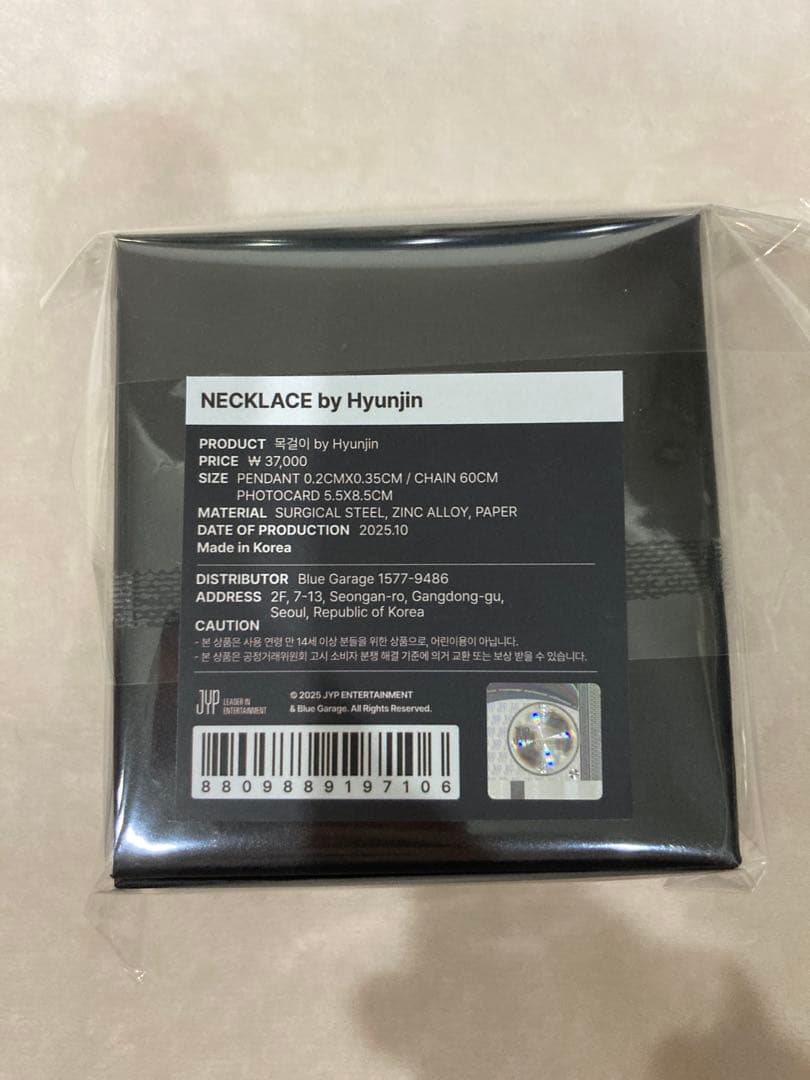 NECKLACE by Hyunjin
PRODUCT 목걸이 by Hyunjin
PRICE ₩ 37,000
SIZE PENDANT 0.2CMX0.35CM / CHAIN 60CM
PHOTOCARD 5.5X8.5CM
MATERIAL SURGICAL STEEL, ZINC ALLOY, PAPER
DATE OF PRODUCTION 2025.10
Made in Korea
DISTRIBUTOR Blue Garage 1577-9486
ADDRESS 2F, 7-13, Seongan-ro, Gangdong-gu,
Seoul, Republic of Korea
CAUTION
- 본 상품은 사용 연령 만 14세 이상 분들을 위한 상품으로, 어린이용이 아닙니다.
- 본 상품은 공정거래위원회 고시 소비자 분쟁 해결 기준에 의거 교환 또는 보상 받을 수 있습니다.
JYP LEADER IN
ENTERTAINMENT
© 2025 JYP ENTERTAINMENT
& Blue Garage. All Rights Reserved.
8809889197106